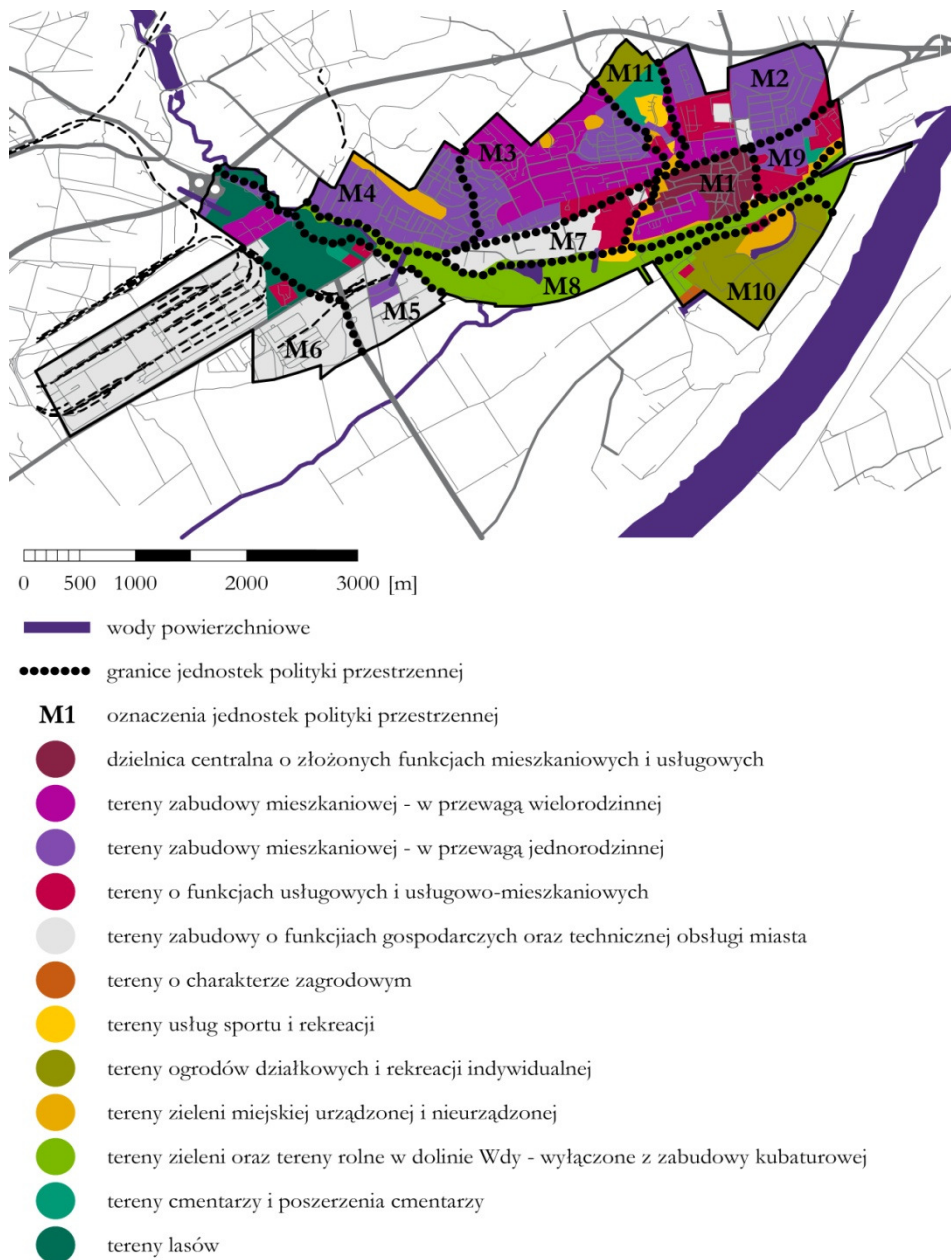 M11
M2
M3
M9
M4
M1
M7
M8
M10
M5
M6
0 500 1000 2000 3000 [m]
wody powierzchniowe
granice jednostek polityki przestrzennej
M1 oznaczenia jednostek polityki przestrzennej
dzielnica centralna o złożonych funkcjach mieszkaniowych i usługowych
tereny zabudowy mieszkaniowej - w przewagą wielorodzinnej
tereny zabudowy mieszkaniowej - w przewagą jednorodzinnej
tereny o funkcjach usługowych i usługowo-mieszkaniowych
tereny zabudowy o funkcjiach gospodarczych oraz technicznej obsługi miasta
tereny o charakterze zagrodowym
tereny usług sportu i rekreacji
tereny ogrodów działkowych i rekreacji indywidualnej
tereny zieleni miejskiej urządzonej i nieurządzonej
tereny zieleni oraz tereny rolne w dolinie Wdy - wyłączone z zabudowy kubaturowej
tereny cmentarzy i poszerzenia cmentarzy
tereny lasów